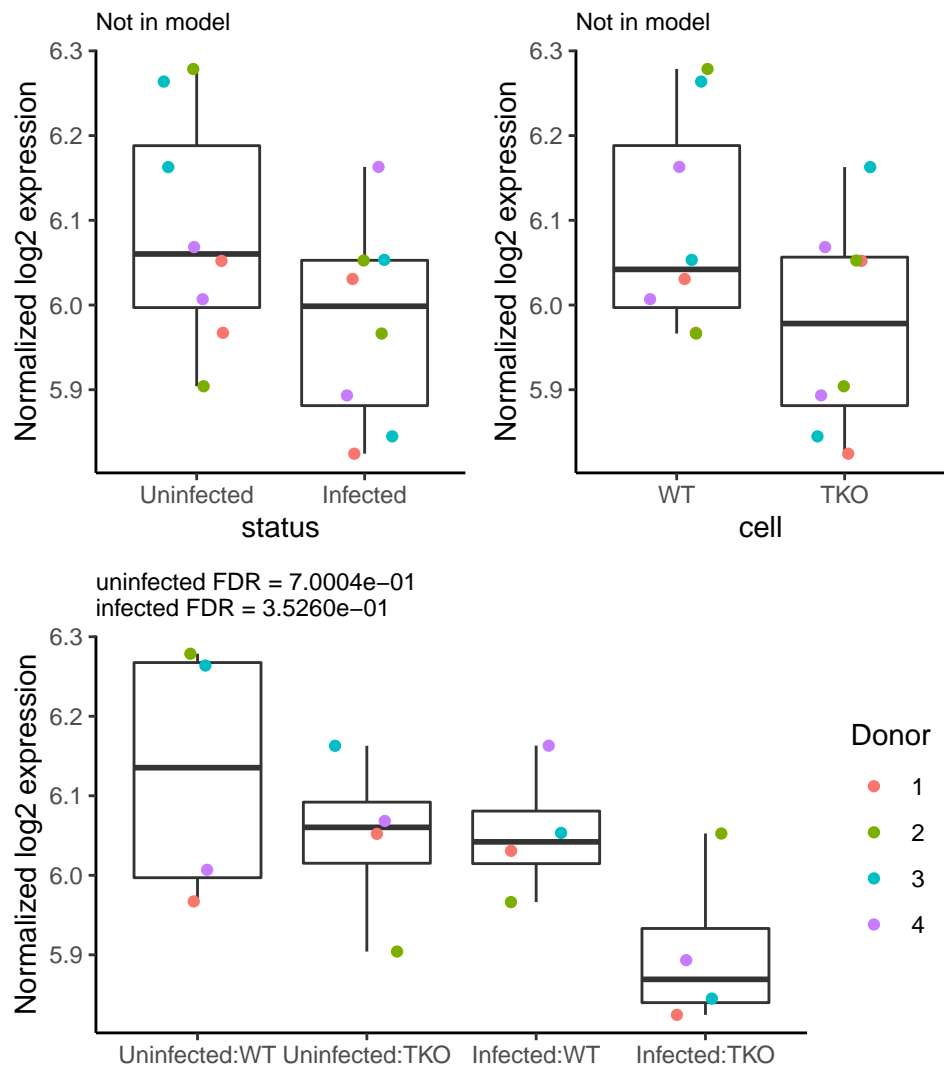 Not in model
Normalized log2 expression
6.3
6.2
6.1
6.0
5.9
Uninfected Infected
status
Not in model
Normalized log2 expression
6.3
6.2
6.1
6.0
5.9
WT TKO
cell
uninfected FDR = 7.0004e−01
infected FDR = 3.5260e−01
Normalized log2 expression
6.3
6.2
6.1
6.0
5.9
Uninfected:WT Uninfected:TKO Infected:WT Infected:TKO
Donor
1
2
3
4